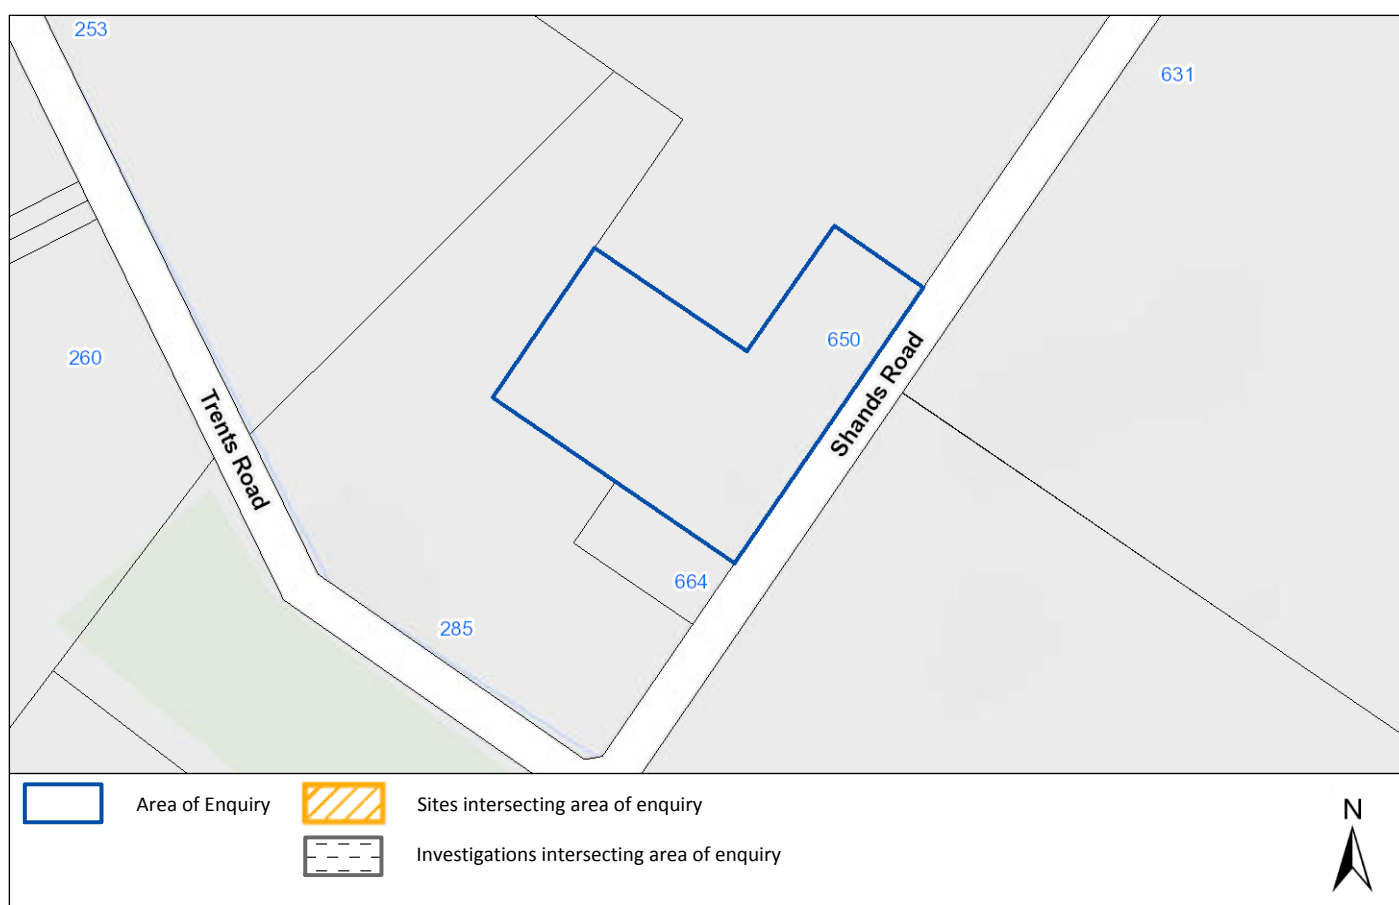 253
631
650
260
Trents Road
Shands Road
664
285
Area of Enquiry
Sites intersecting area of enquiry
Investigations intersecting area of enquiry
N